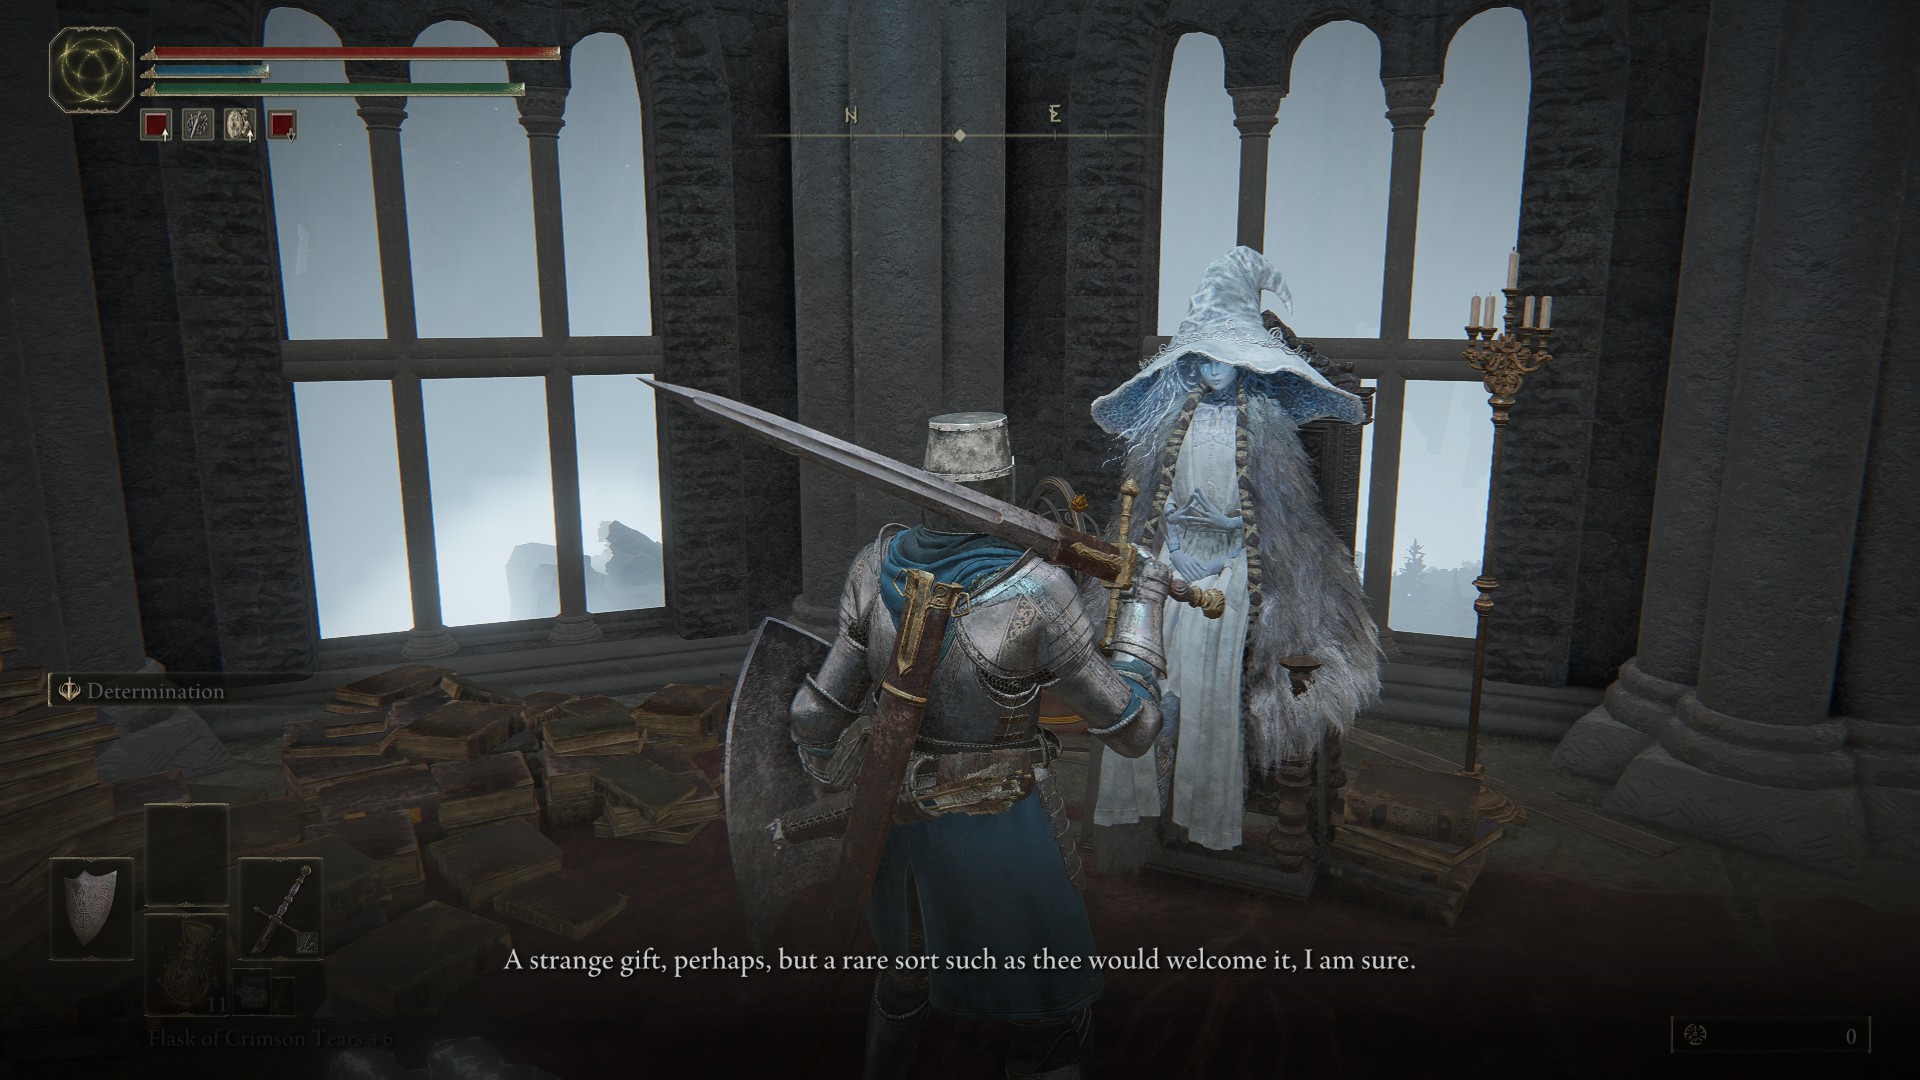 N
E
Determination
A strange gift, perhaps, but a rare sort such as thee would welcome it, I am sure.
11
Flask of Crimson Tears +6
0